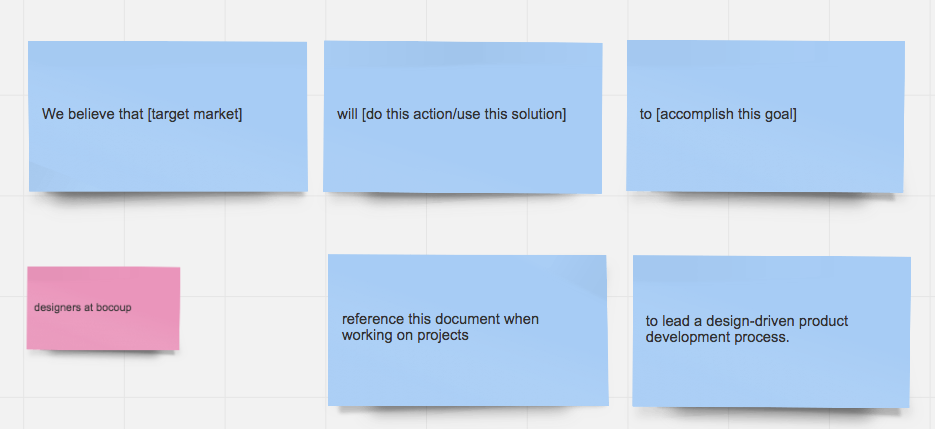 We believe that [target market]
will [do this action/use this solution]
to [accomplish this goal]
designers at bocoup
reference this document when
working on projects
to lead a design-driven product
development process.